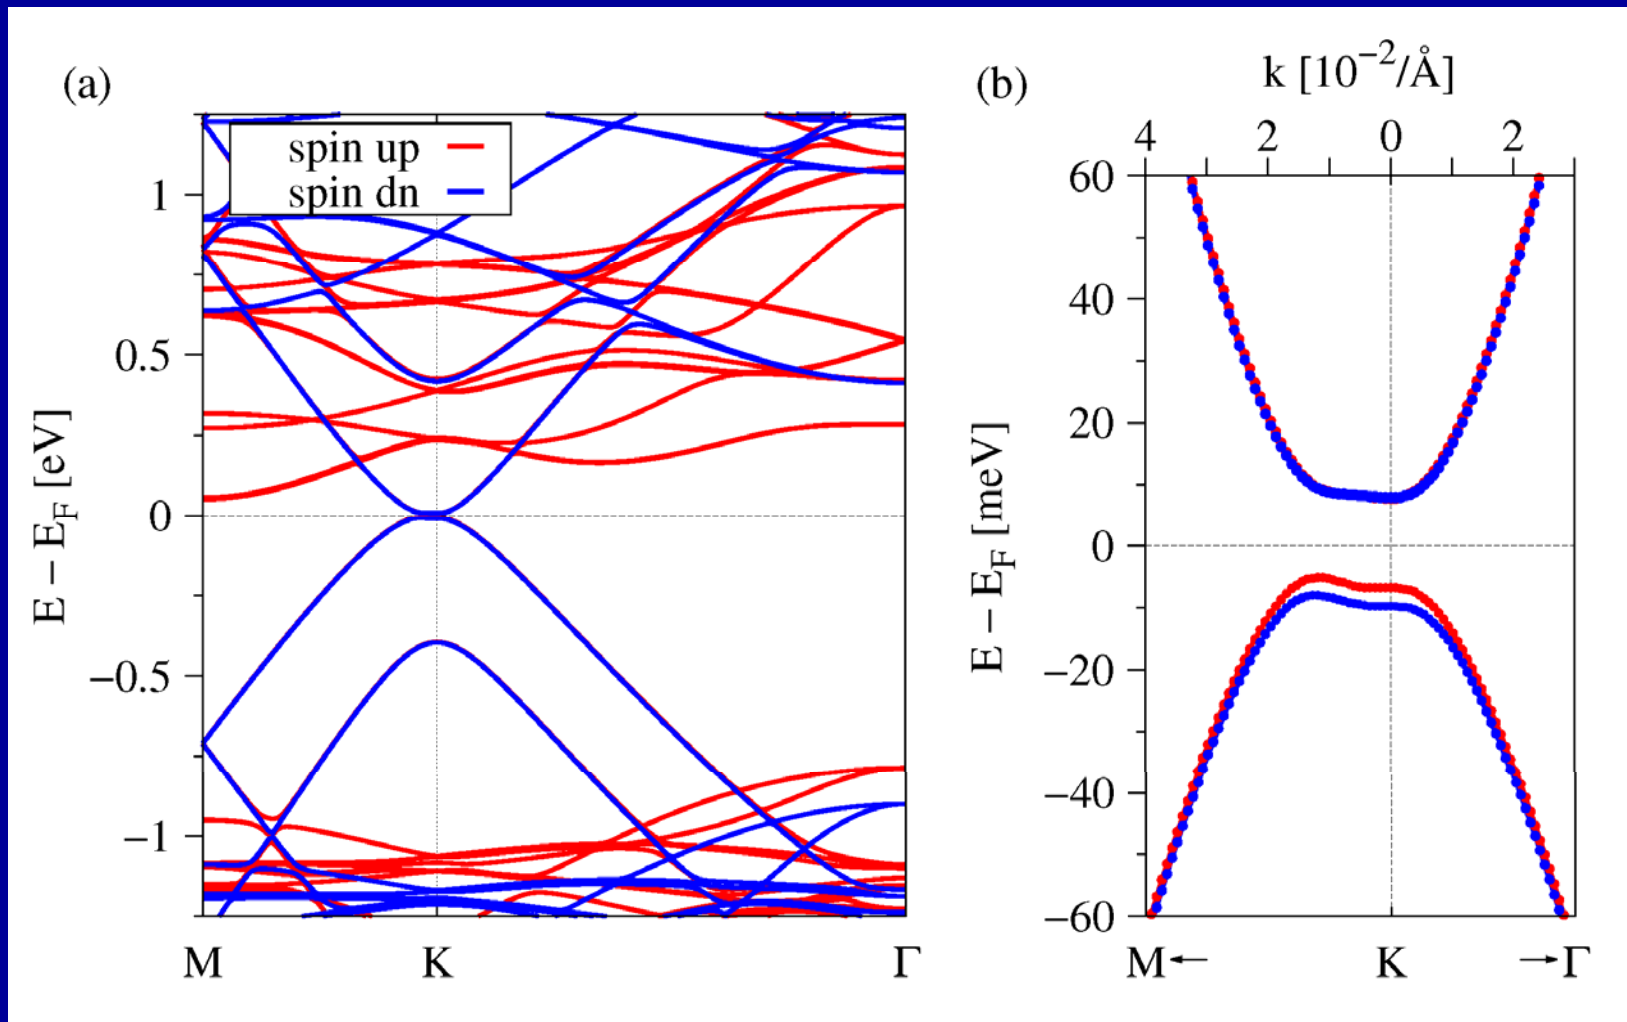 (a)
spin up
spin dn
1
0.5
0
−0.5
−1
E − E_F [eV]
M K Γ
(b)
k [10^−2/Å]
4 2 0 2
60
40
20
0
−20
−40
−60
E − E_F [meV]
M← K →Γ